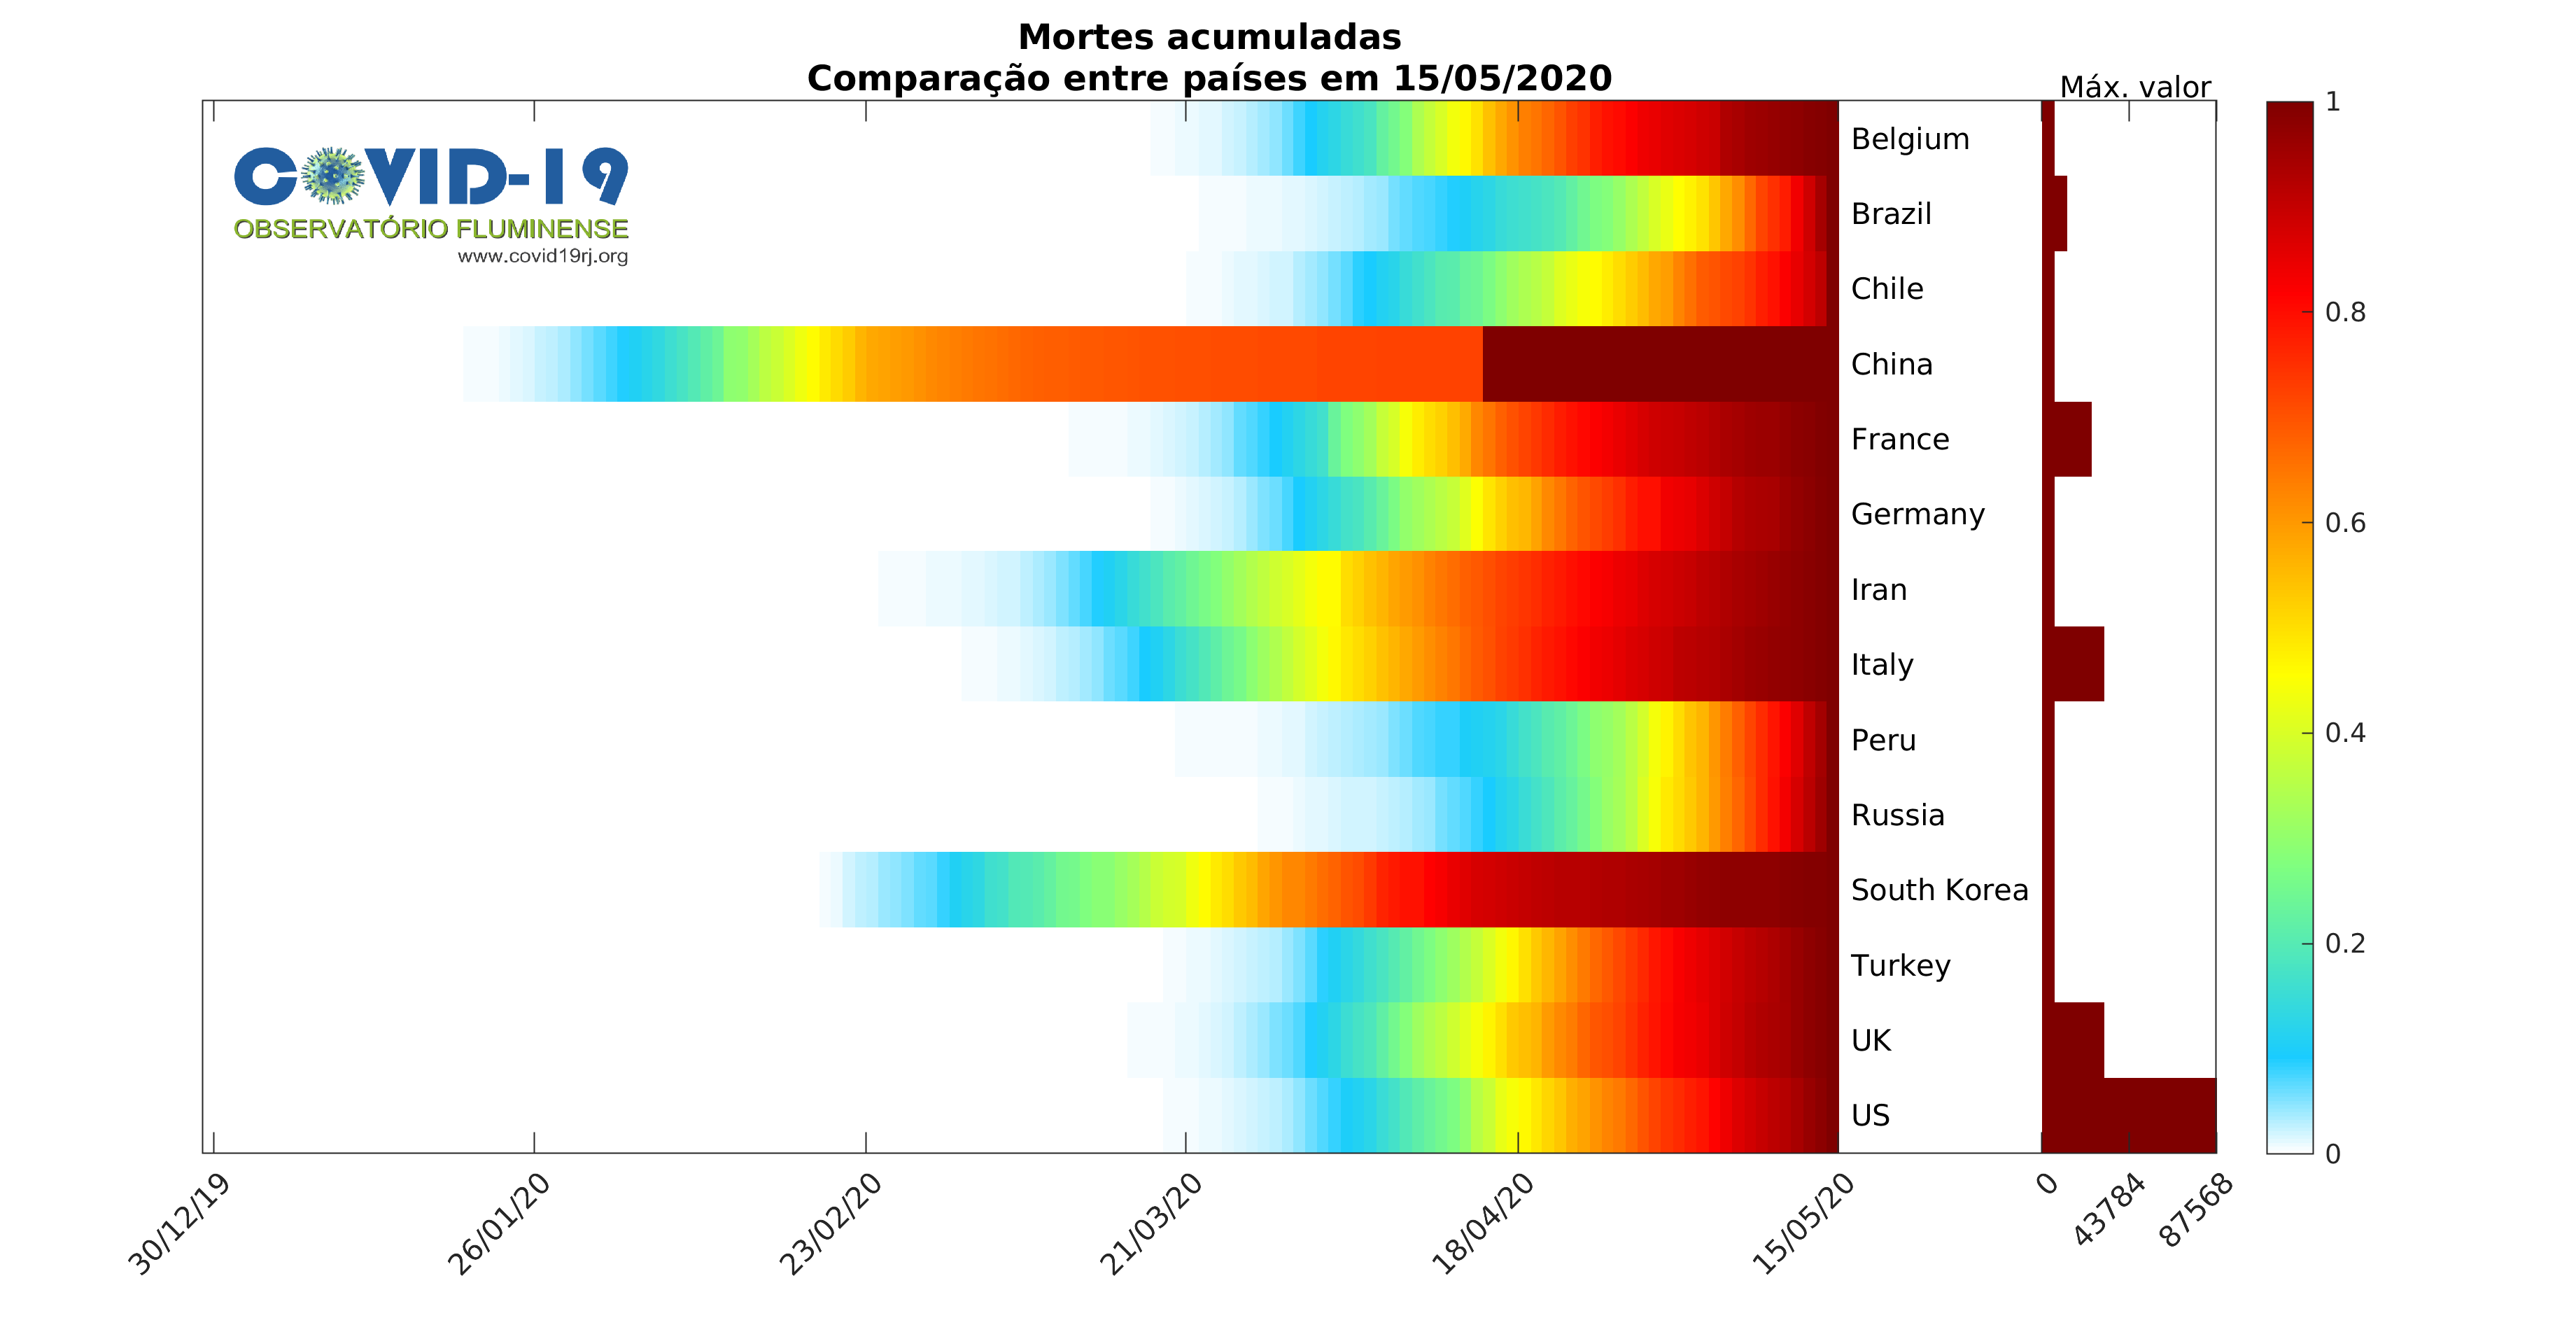 Mortes acumuladas
Comparação entre países em 15/05/2020
Máx. valor
COVID-19
OBSERVATÓRIO FLUMINENSE
www.covid19rj.org
Belgium
Brazil
Chile
China
France
Germany
Iran
Italy
Peru
Russia
South Korea
Turkey
UK
US
1
0.8
0.6
0.4
0.2
0
30/12/19
26/01/20
23/02/20
21/03/20
18/04/20
15/05/20
0
43784
87568